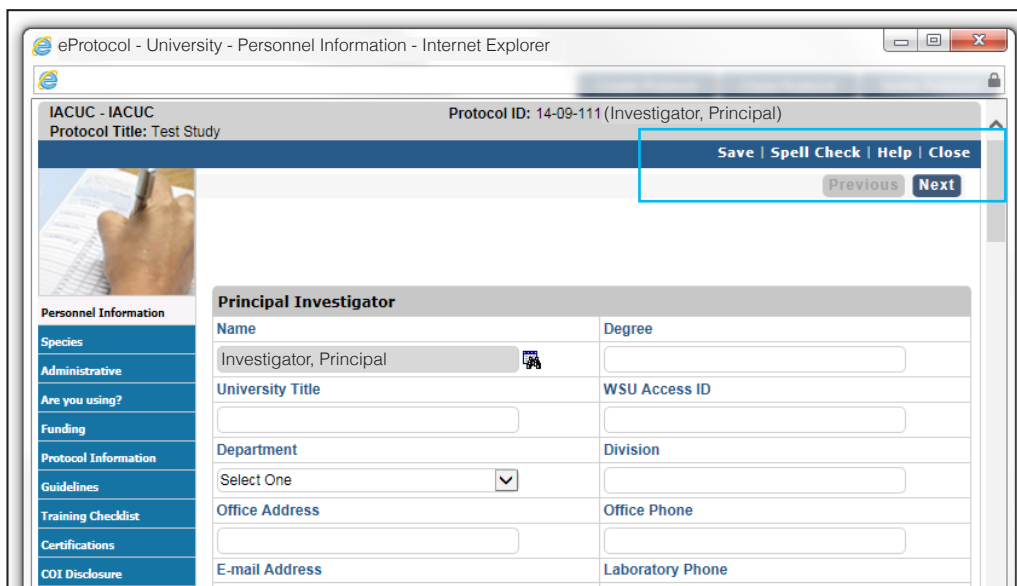 eProtocol - University - Personnel Information - Internet Explorer
IACUC - IACUC
Protocol ID: 14-09-111 (Investigator, Principal)
Protocol Title: Test Study
Save | Spell Check | Help | Close
Previous Next
Personnel Information
Species
Administrative
Are you using?
Funding
Protocol Information
Guidelines
Training Checklist
Certifications
COI Disclosure
Principal Investigator
Name Degree
Investigator, Principal
University Title WSU Access ID
Department Division
Select One
Office Address Office Phone
E-mail Address Laboratory Phone